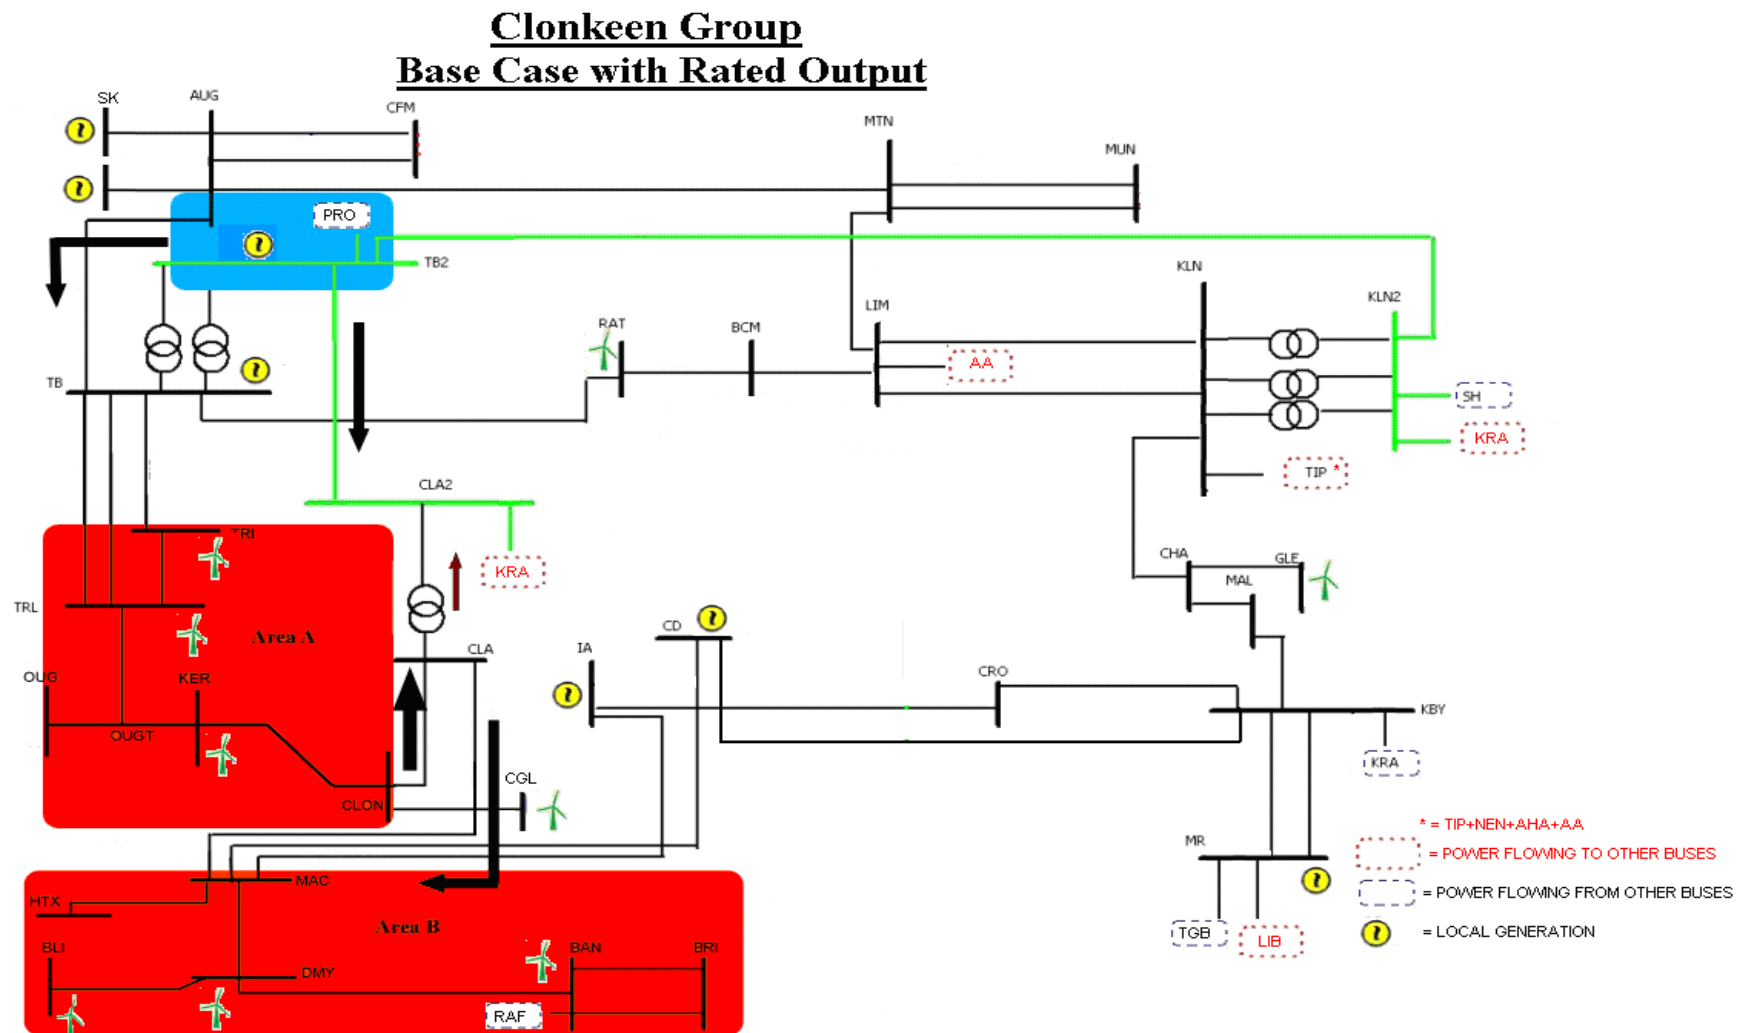 Clonkeen Group
Base Case with Rated Output
SK
AUG
CFM
MTN
MUN
PRO
TB2
KLN
KLN2
LIM
RAT
BCM
AA
TB
SH
KRA
TIP *
CLA2
KRA
TRI
CHA
GLE
MAL
TRL
Area A
CD
CLA
IA
OUG
KER
CRO
OUGT
KBY
KRA
CGL
CLON
* = TIP+NEN+AHA+AA
MR
= POWER FLOWING TO OTHER BUSES
MAC
= POWER FLOWING FROM OTHER BUSES
HTX
Area B
TGB
LIB
= LOCAL GENERATION
BLI
BAN
BRI
DMY
RAF